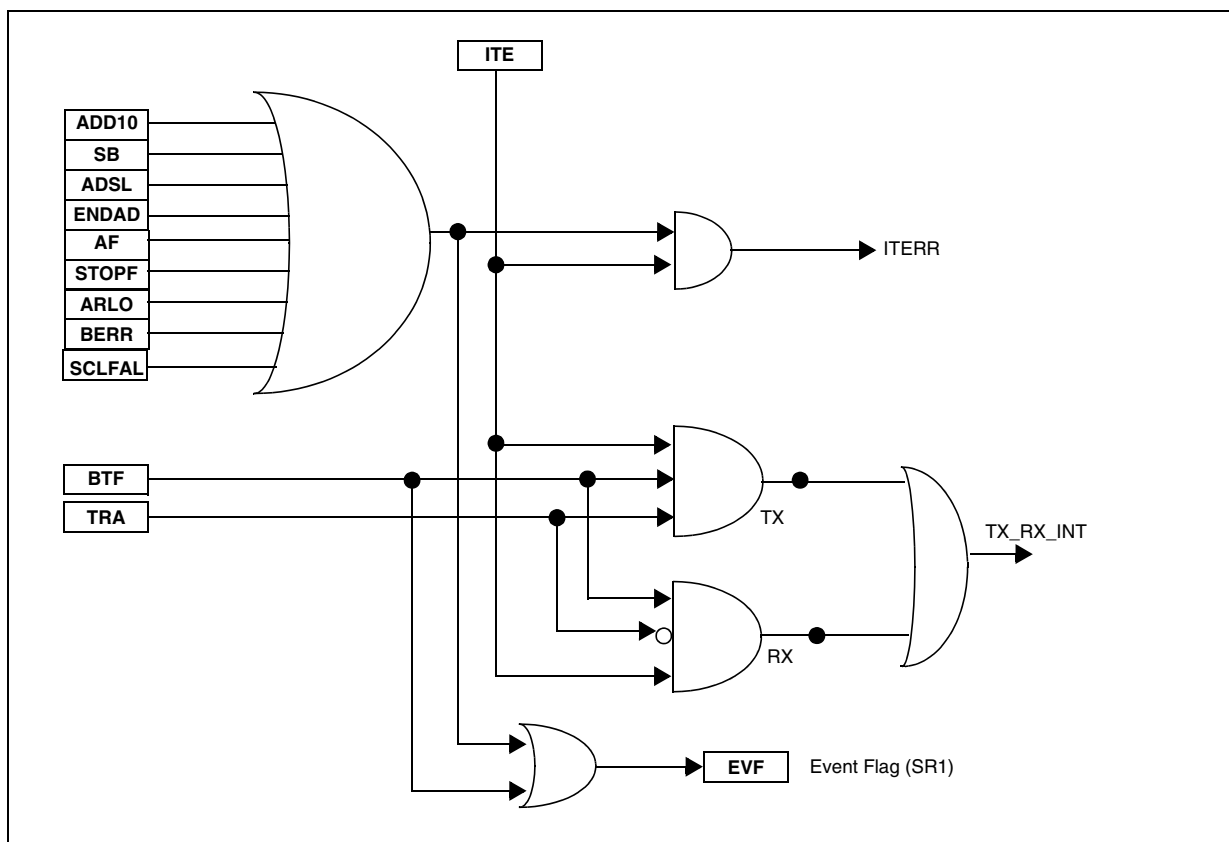 ITE
ADD10
SB
ADSL
ENDAD
AF
STOPF
ARLO
BERR
SCLFAL
ITERR
BTF
TRA
TX
TX_RX_INT
RX
EVF Event Flag (SR1)